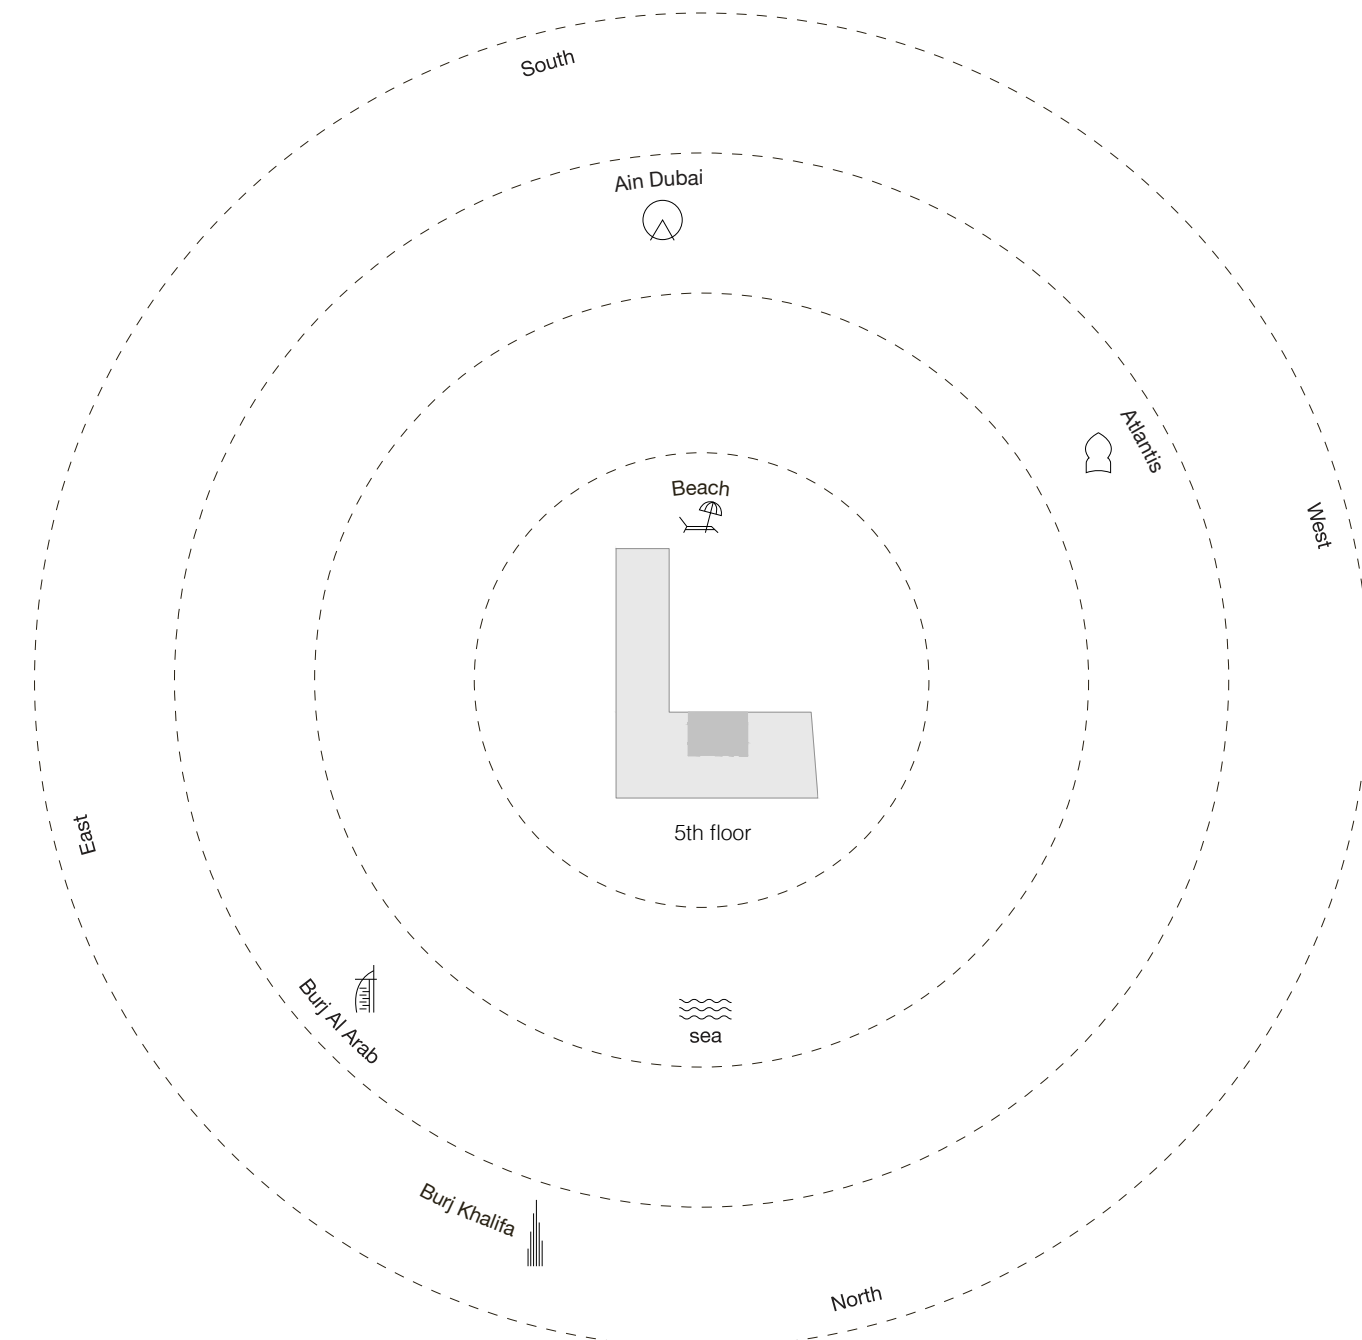 South
Ain Dubai
Atlantis
Beach
West
East
5th floor
Burj Al Arab
sea
Burj Khalifa
North